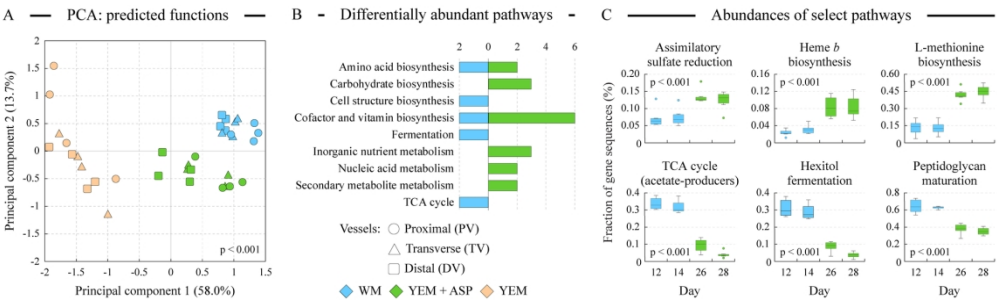 A
PCA: predicted functions
Principal component 2 (13.7%)
2
1.5
1
0.5
0
-0.5
-1
-1.5
-2
p < 0.001
-2 -1.5 -1 -0.5 0 0.5 1 1.5
Principal component 1 (58.0%)
B
Differentially abundant pathways
2 0 2 4 6
Amino acid biosynthesis
Carbohydrate biosynthesis
Cell structure biosynthesis
Cofactor and vitamin biosynthesis
Fermentation
Inorganic nutrient metabolism
Nucleic acid metabolism
Secondary metabolite metabolism
TCA cycle
Vessels:
Proximal (PV)
Transverse (TV)
Distal (DV)
WM
YEM + ASP
YEM
C
Abundances of select pathways
Fraction of gene sequences (%)
Assimilatory
sulfate reduction
0.20
0.15
0.10
0.05
0
p < 0.001
Heme b
biosynthesis
0.16
0.12
0.08
0.04
0
p < 0.001
L-methionine
biosynthesis
0.60
0.45
0.30
0.15
0
p < 0.001
TCA cycle
(acetate-producers)
0.4
0.3
0.2
0.1
0
p < 0.001
12 14 26 28
Day
Hexitol
fermentation
0.4
0.3
0.2
0.1
0
p < 0.001
12 14 26 28
Day
Peptidoglycan
maturation
0.8
0.6
0.4
0.2
0
p < 0.001
12 14 26 28
Day